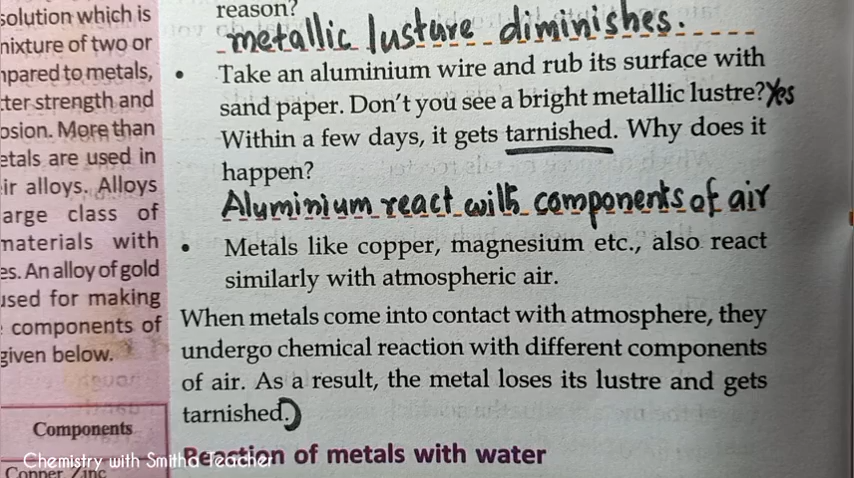 solution which is
mixture of two or
mpared to metals,
tter strength and
osion. More than
etals are used in
ir alloys. Alloys
arge class of
materials with
es. An alloy of gold
used for making
components of
given below.
Components
Copper Zinc
reason?
metallic lusture diminishes.
• Take an aluminium wire and rub its surface with
sand paper. Don't you see a bright metallic lustre? Yes
Within a few days, it gets tarnished. Why does it
happen?
Aluminium react with components of air
• Metals like copper, magnesium etc., also react
similarly with atmospheric air.
When metals come into contact with atmosphere, they
undergo chemical reaction with different components
of air. As a result, the metal loses its lustre and gets
tarnished.
Reaction of metals with water
Chemistry with Smitha Teacher